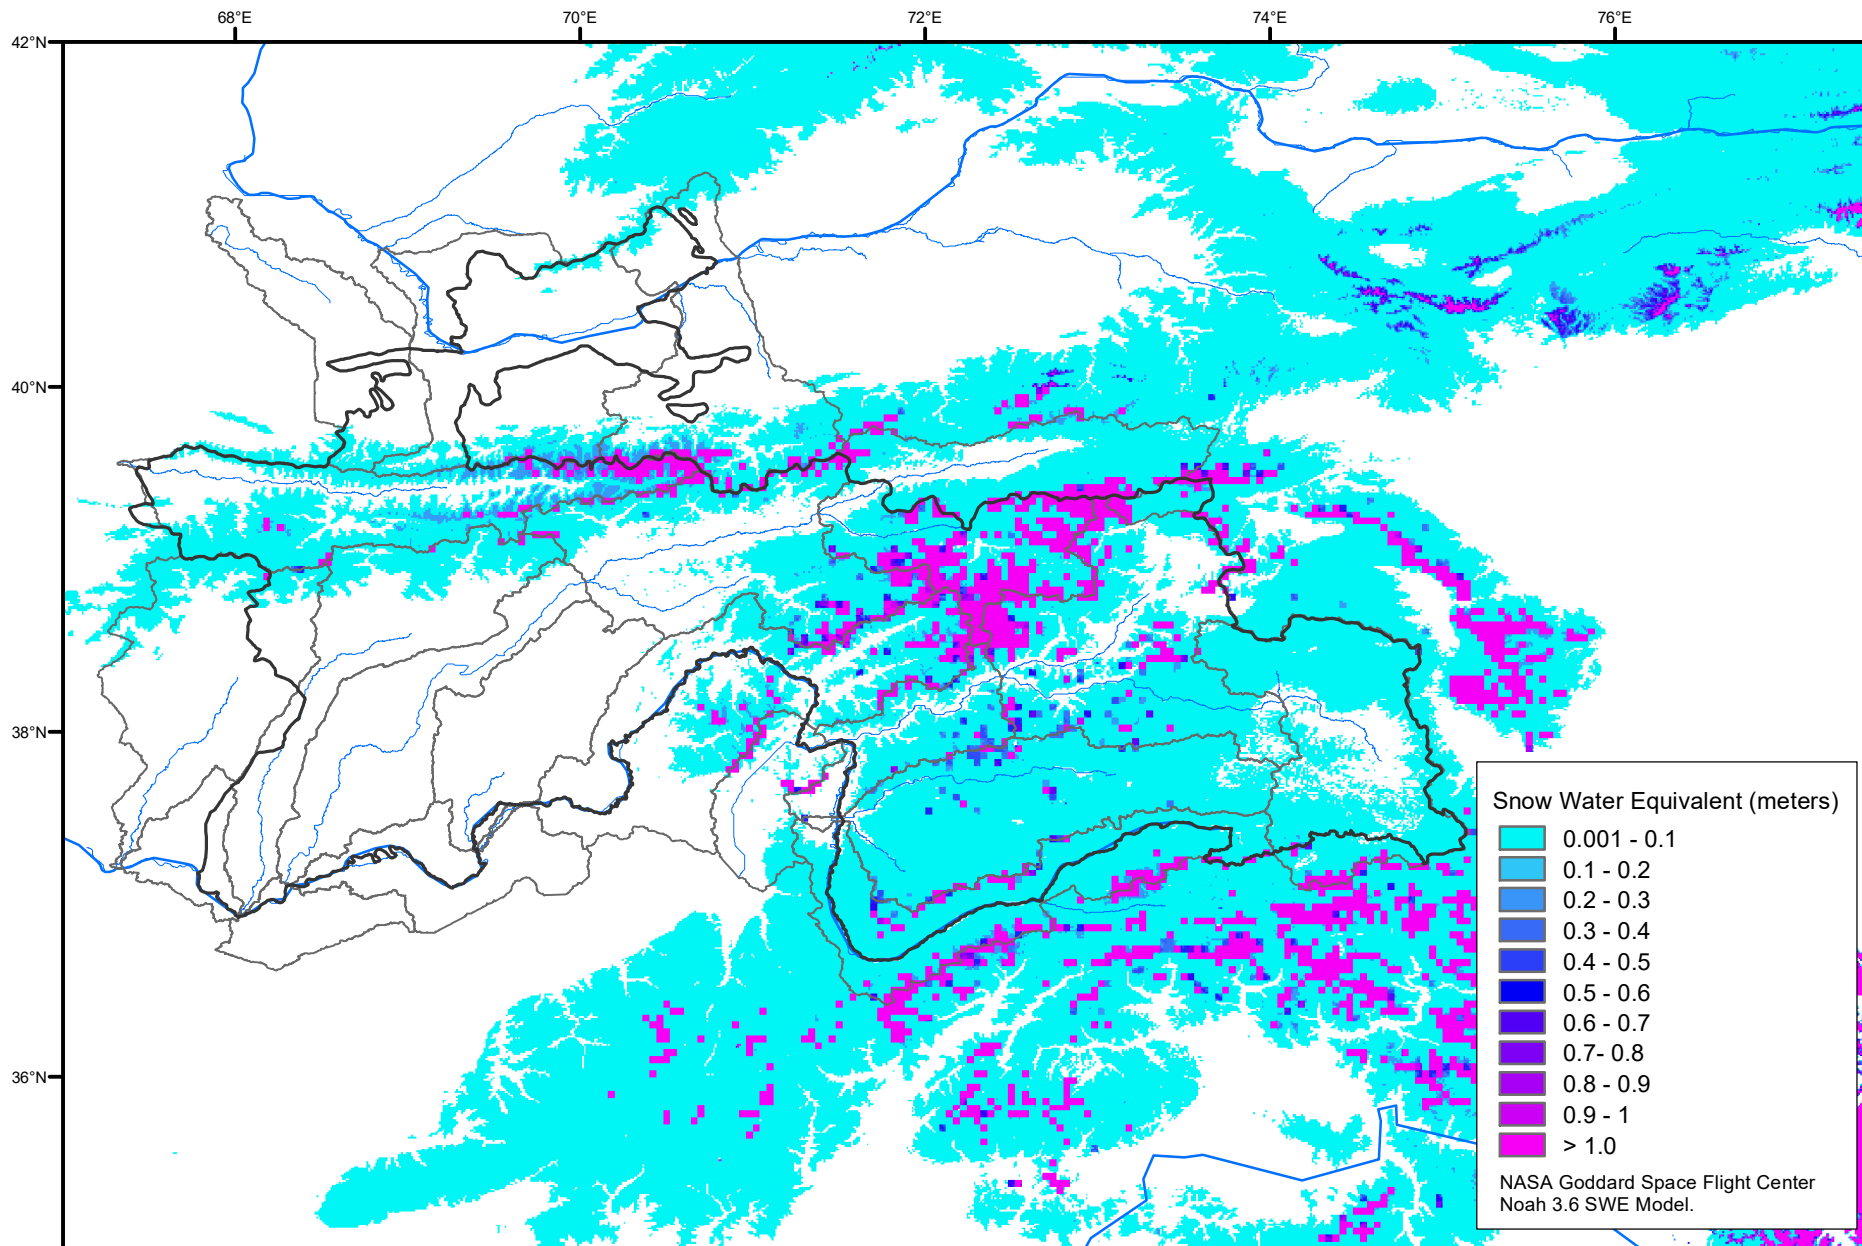 68°E 70°E 72°E 74°E 76°E
42°N
40°N
38°N
36°N
Snow Water Equivalent (meters)
0.001 - 0.1
0.1 - 0.2
0.2 - 0.3
0.3 - 0.4
0.4 - 0.5
0.5 - 0.6
0.6 - 0.7
0.7- 0.8
0.8 - 0.9
0.9 - 1
> 1.0
NASA Goddard Space Flight Center
Noah 3.6 SWE Model.